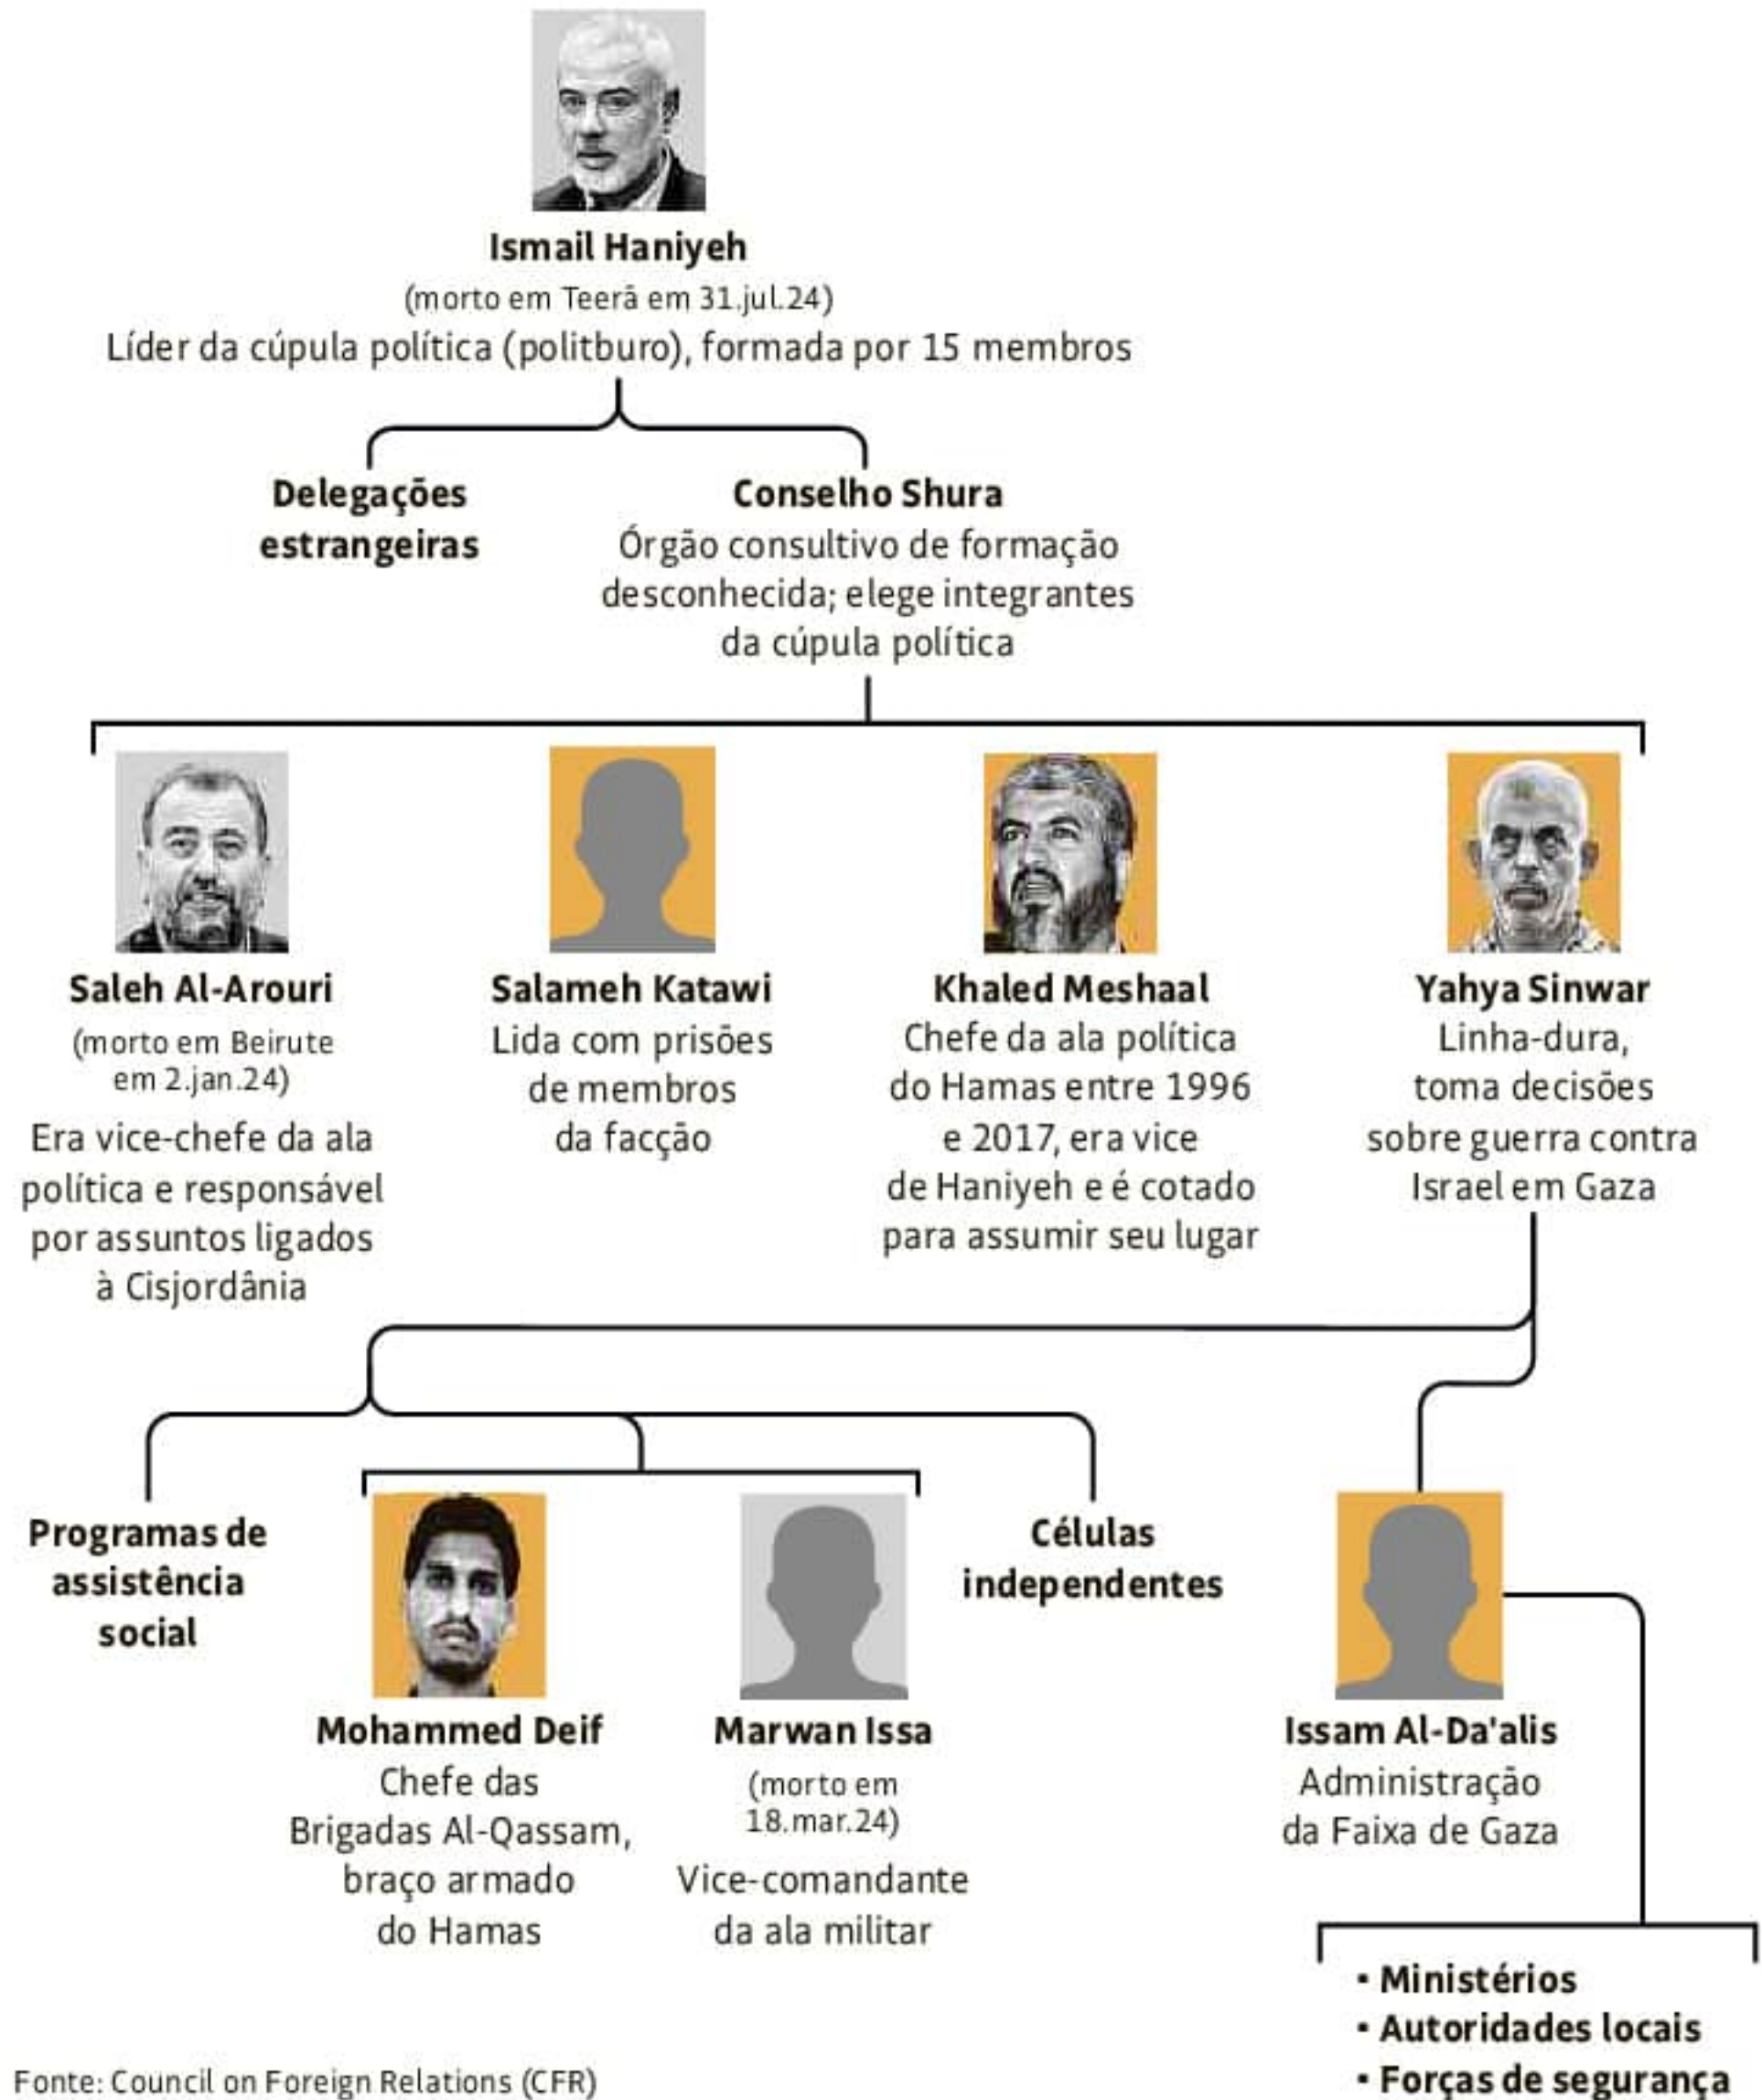 Ismail Haniyeh
(morto em Teerã em 31.jul.24)
Líder da cúpula política (politburo), formada por 15 membros
Delegações
estrangeiras
Conselho Shura
Órgão consultivo de formação
desconhecida; elege integrantes
da cúpula política
Saleh Al-Arouri
(morto em Beirute
em 2.jan.24)
Era vice-chefe da ala
política e responsável
por assuntos ligados
à Cisjordânia
Salameh Katawi
Lida com prisões
de membros
da facção
Khaled Meshaal
Chefe da ala política
do Hamas entre 1996
e 2017, era vice
de Haniyeh e é cotado
para assumir seu lugar
Yahya Sinwar
Linha-dura,
toma decisões
sobre guerra contra
Israel em Gaza
Programas de
assistência
social
Mohammed Deif
Chefe das
Brigadas Al-Qassam,
braço armado
do Hamas
Marwan Issa
(morto em
18.mar.24)
Vice-comandante
da ala militar
Células
independentes
Issam Al-Da'alis
Administração
da Faixa de Gaza
▪ Ministérios
▪ Autoridades locais
▪ Forças de segurança
Fonte: Council on Foreign Relations (CFR)